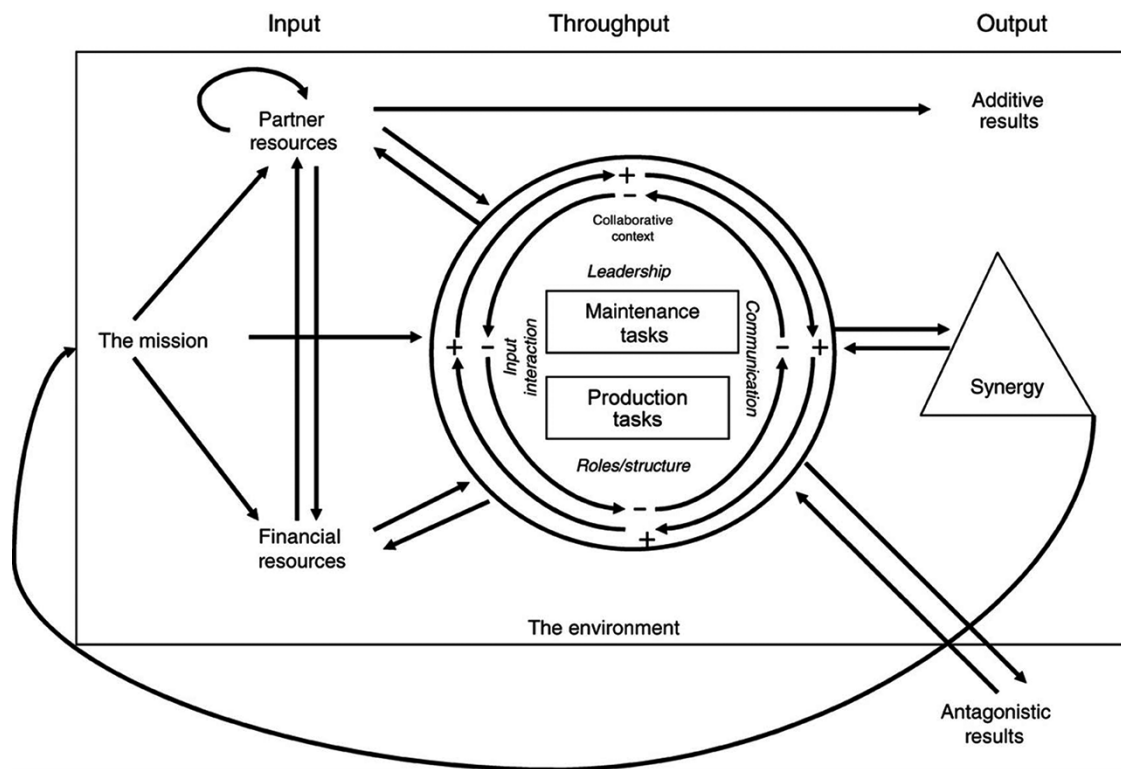 Input
Throughput
Output
Partner
resources
Additive
results
+
−
Collaborative
context
Leadership
Maintenance
tasks
The mission
+
−
Input
interaction
Communication
−
+
Production
tasks
Synergy
Roles/structure
−
+
Financial
resources
The environment
Antagonistic
results